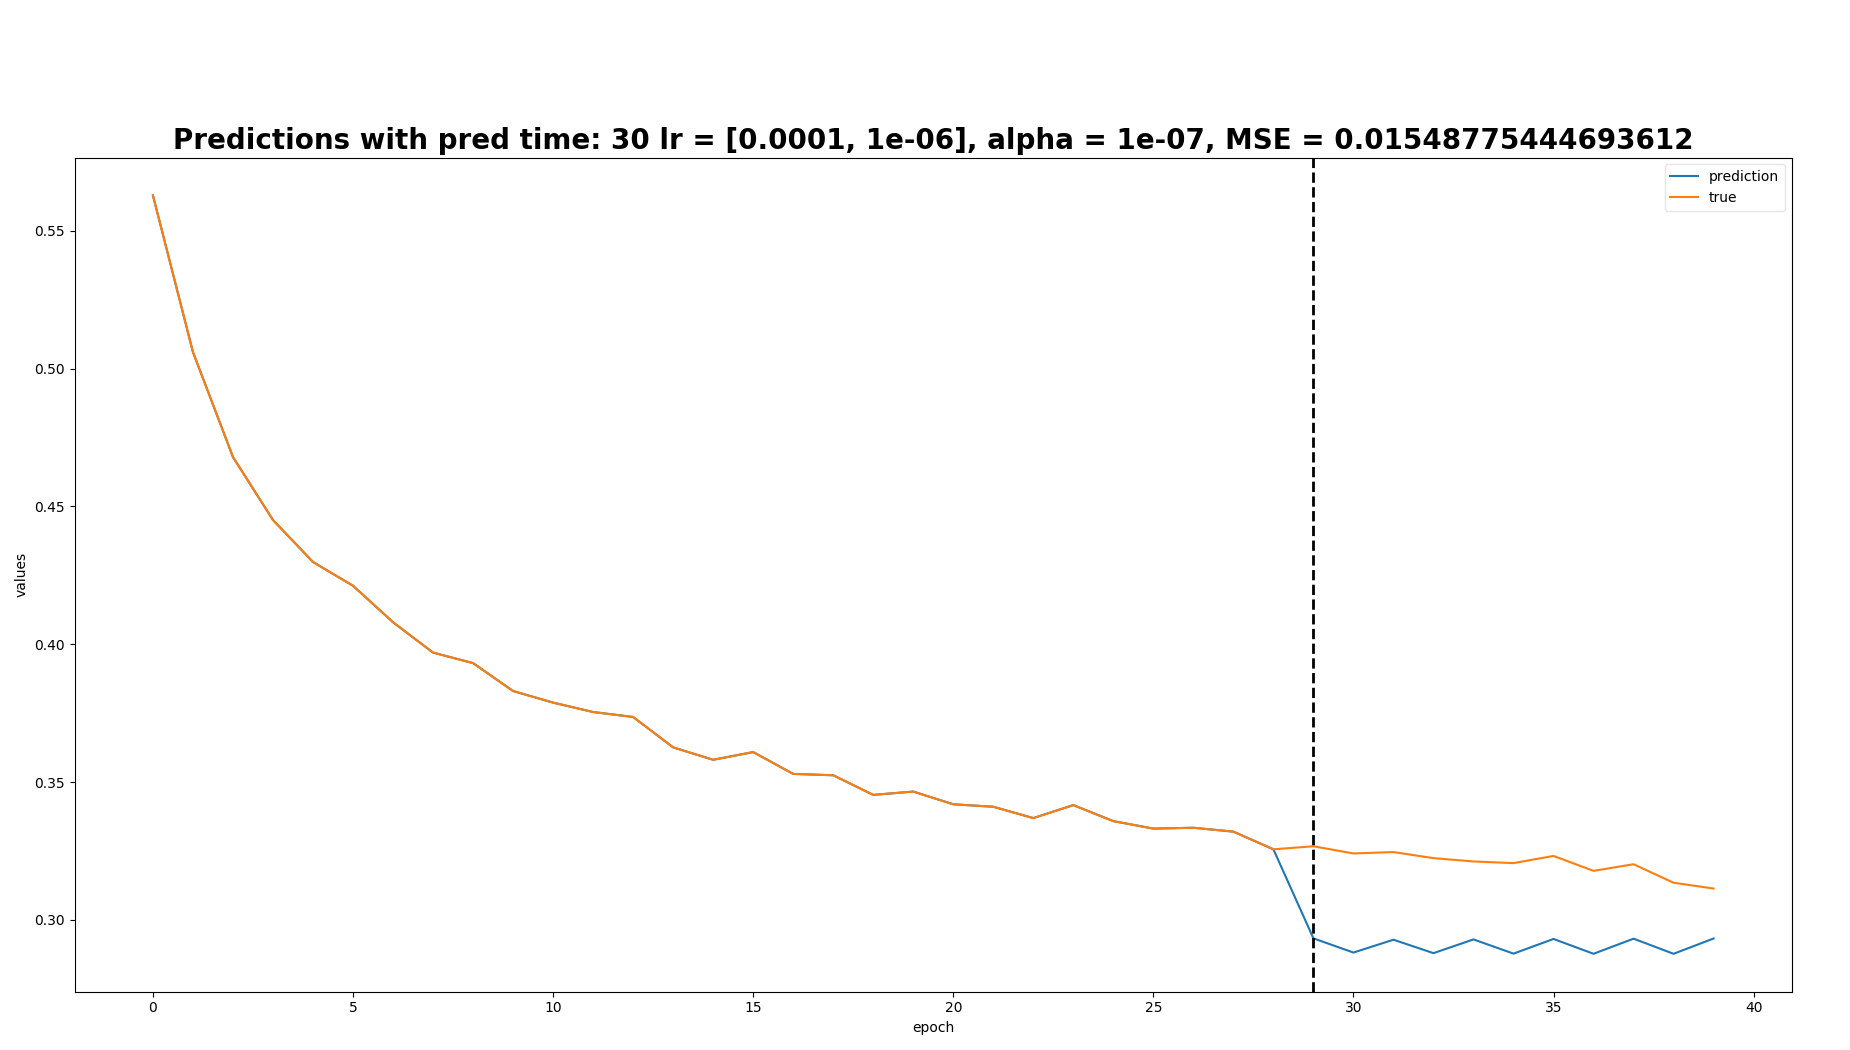 Predictions with pred time: 30 lr = [0.0001, 1e-06], alpha = 1e-07, MSE = 0.01548775444693612
prediction
true
0.55
0.50
0.45
0.40
0.35
0.30
values
0 5 10 15 20 25 30 35 40
epoch